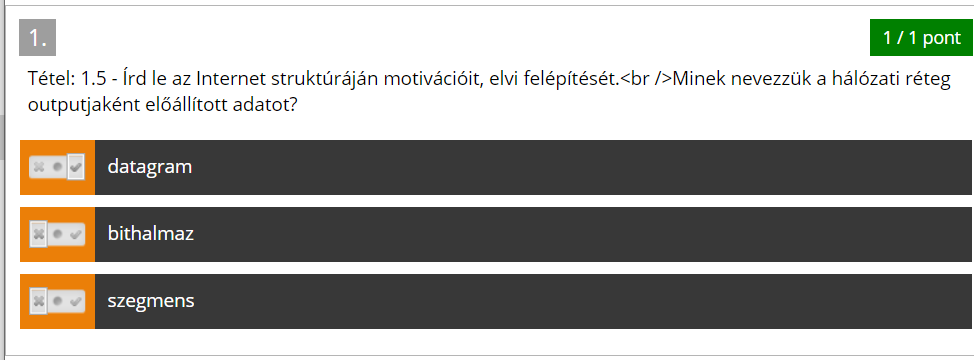 1.
1 / 1 pont
Tétel: 1.5 - Írd le az Internet struktúráján motivációit, elvi felépítését.<br />Minek nevezzük a hálózati réteg
outputjaként előállított adatot?
datagram
bithalmaz
szegmens